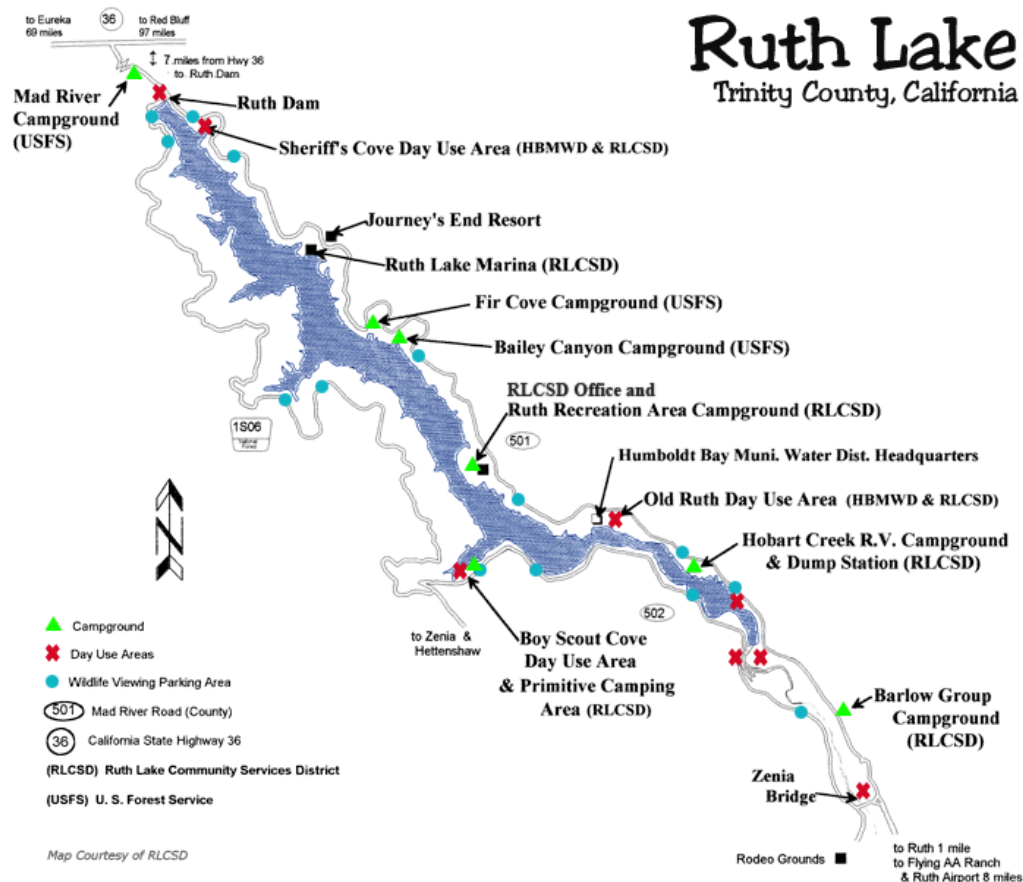 to Eureka
69 miles
36
to Red Bluff
97 miles
7 miles from Hwy 36
to Ruth Dam
Ruth Lake
Trinity County, California
Mad River
Campground
(USFS)
Ruth Dam
Sheriff's Cove Day Use Area (HBMWD & RLCSD)
Journey's End Resort
Ruth Lake Marina (RLCSD)
Fir Cove Campground (USFS)
Bailey Canyon Campground (USFS)
RLCSD Office and
Ruth Recreation Area Campground (RLCSD)
1S06
National
Forest
501
Humboldt Bay Muni. Water Dist. Headquarters
Old Ruth Day Use Area (HBMWD & RLCSD)
Hobart Creek R.V. Campground
& Dump Station (RLCSD)
N
502
to Zenia &
Hettenshaw
Boy Scout Cove
Day Use Area
& Primitive Camping
Area (RLCSD)
Barlow Group
Campground
(RLCSD)
Zenia
Bridge
Campground
Day Use Areas
Wildlife Viewing Parking Area
501 Mad River Road (County)
36 California State Highway 36
(RLCSD) Ruth Lake Community Services District
(USFS) U. S. Forest Service
Map Courtesy of RLCSD
Rodeo Grounds
to Ruth 1 mile
to Flying AA Ranch
& Ruth Airport 8 miles